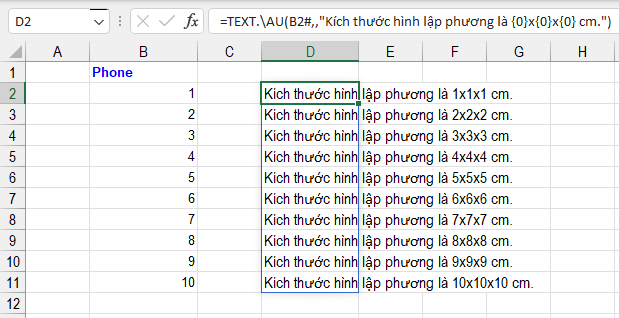 D2 fx =TEXT.\AU(B2#,,"Kích thước hình lập phương là {0}x{0}x{0} cm.")
A B C D E F G H
1 Phone
2 1 Kích thước hình lập phương là 1x1x1 cm.
3 2 Kích thước hình lập phương là 2x2x2 cm.
4 3 Kích thước hình lập phương là 3x3x3 cm.
5 4 Kích thước hình lập phương là 4x4x4 cm.
6 5 Kích thước hình lập phương là 5x5x5 cm.
7 6 Kích thước hình lập phương là 6x6x6 cm.
8 7 Kích thước hình lập phương là 7x7x7 cm.
9 8 Kích thước hình lập phương là 8x8x8 cm.
10 9 Kích thước hình lập phương là 9x9x9 cm.
11 10 Kích thước hình lập phương là 10x10x10 cm.
12